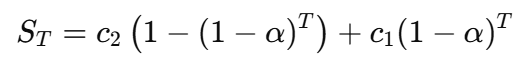 S_T = c_2 (1 − (1 − α)^T) + c_1(1 − α)^T